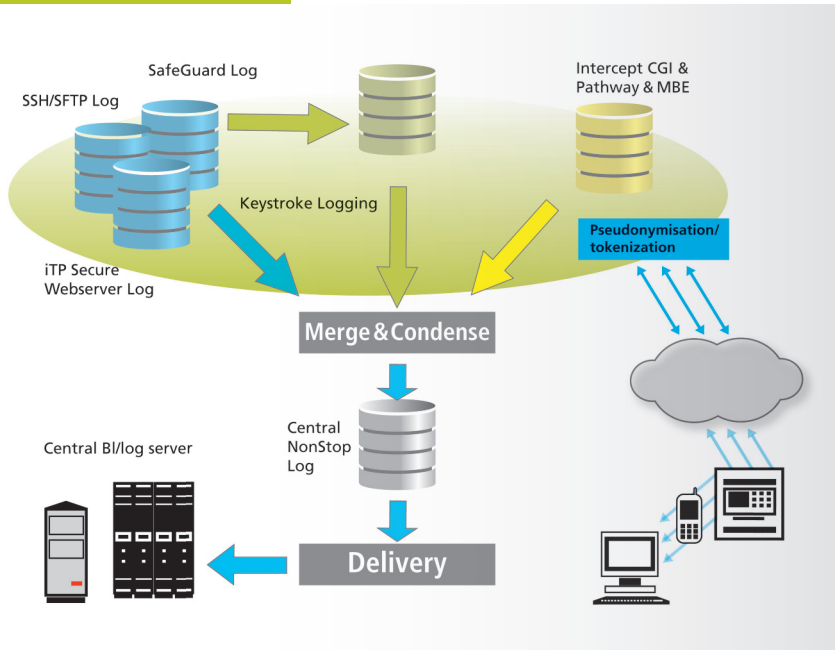 SafeGuard Log
SSH/SFTP Log
Intercept CGI &
Pathway & MBE
Keystroke Logging
Pseudonymisation/
tokenization
iTP Secure
Webserver Log
Merge & Condense
Central
NonStop
Log
Central BI/log server
Delivery